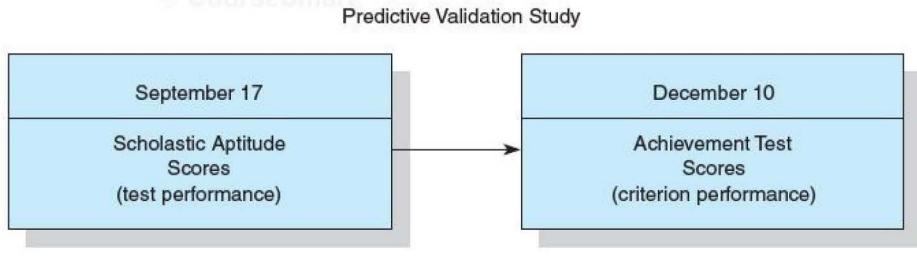 Predictive Validation Study
September 17
Scholastic Aptitude
Scores
(test performance)
December 10
Achievement Test
Scores
(criterion performance)